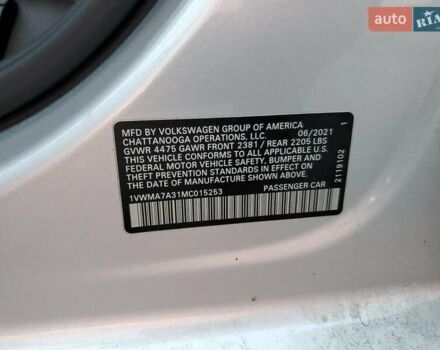 auto RIA
MFD BY VOLKSWAGEN GROUP OF AMERICA
CHATTANOOGA OPERATIONS, LLC. 06/2021 1
GVWR 4475 GAWR FRONT 2381 / REAR 2205 LBS
THIS VEHICLE CONFORMS TO ALL APPLICABLE
FEDERAL MOTOR VEHICLE SAFETY, BUMPER AND
THEFT PREVENTION STANDARDS IN EFFECT ON
THE DATE OF MANUFACTURE SHOWN ABOVE.
1VWMA7A31MC015253 PASSENGER CAR
2119102